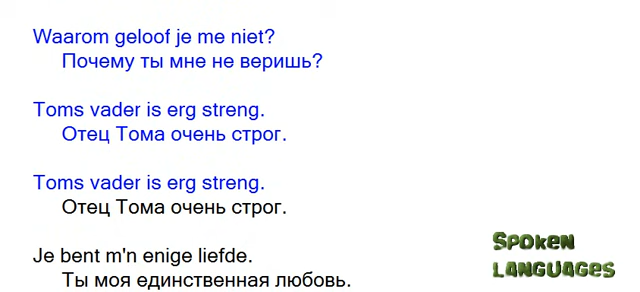 Waarom geloof je me niet?
Почему ты мне не веришь?
Toms vader is erg streng.
Отец Тома очень строг.
Toms vader is erg streng.
Отец Тома очень строг.
Je bent m'n enige liefde.
Ты моя единственная любовь.
Spoken
Languages